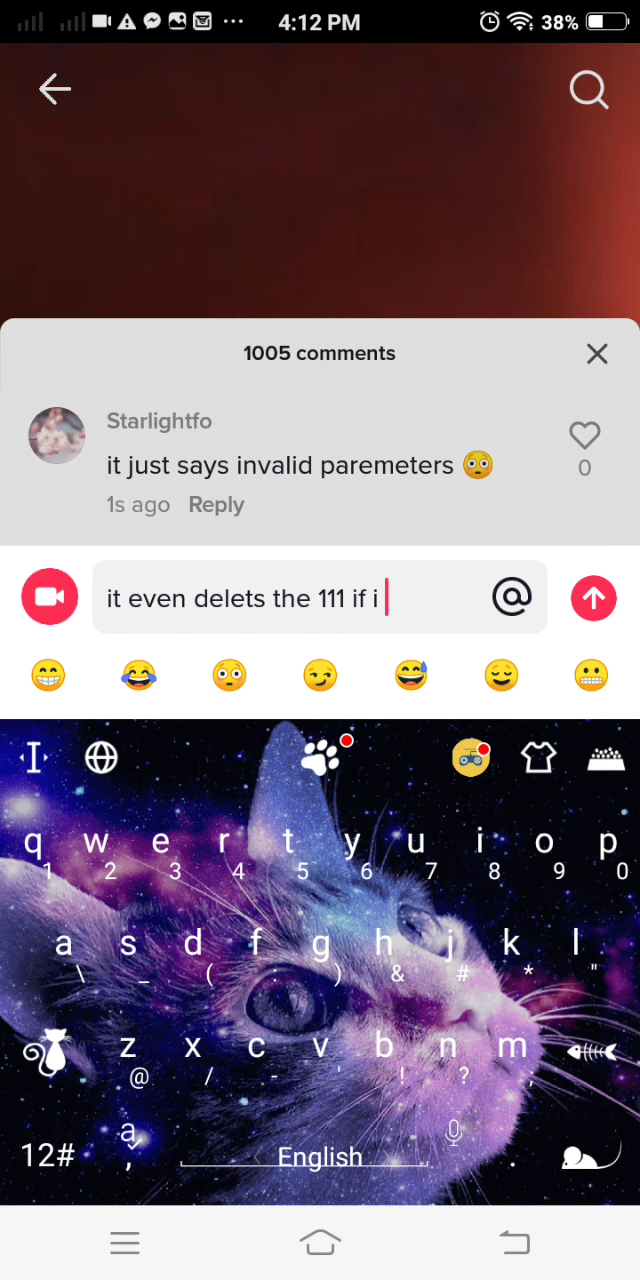 4:12 PM
38%
1005 comments
Starlightfo
it just says invalid paremeters 😳
0
1s ago Reply
it even delets the 111 if i
q w e r t y u i o p
1 2 3 4 5 6 7 8 9 0
a s d f g h j k l
\ _ ( ) & # * "
z x c v b n m
@ / - ' ! ? ;
12# a , English .